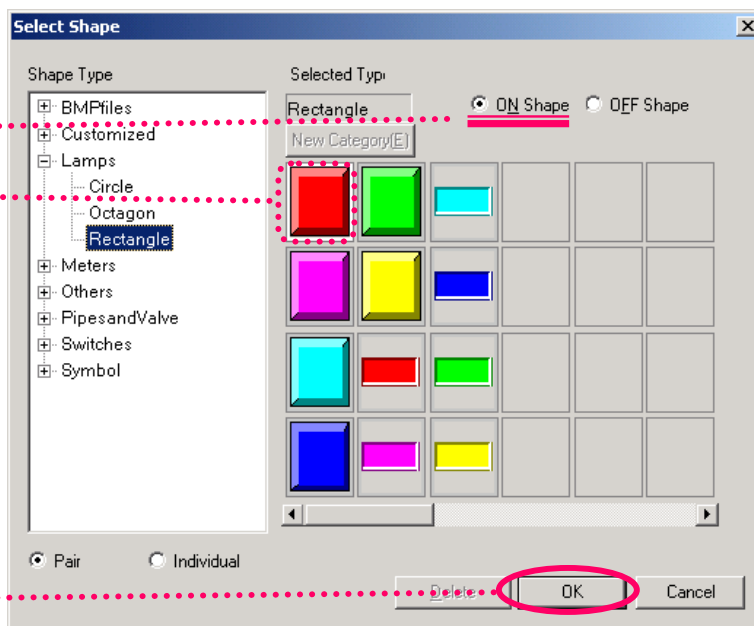 Select Shape
Shape Type
BMPfiles
Customized
Lamps
Circle
Octagon
Rectangle
Meters
Others
PipesandValve
Switches
Symbol
Selected Typ
Rectangle
ON Shape OFF Shape
New Category(E)
Pair Individual
Delete OK Cancel